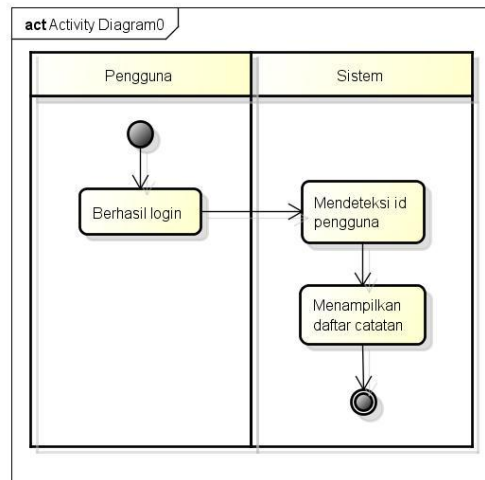 act Activity Diagram0
Pengguna
Sistem
Berhasil login
Mendeteksi id
pengguna
Menampilkan
daftar catatan